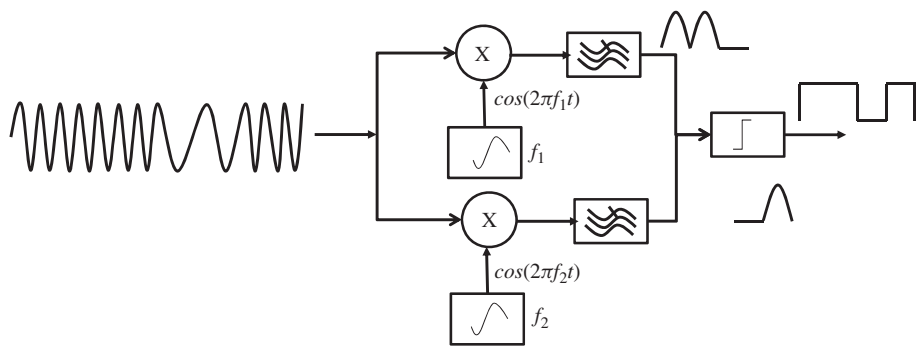 X
cos(2πf₁t)
f₁
X
cos(2πf₂t)
f₂